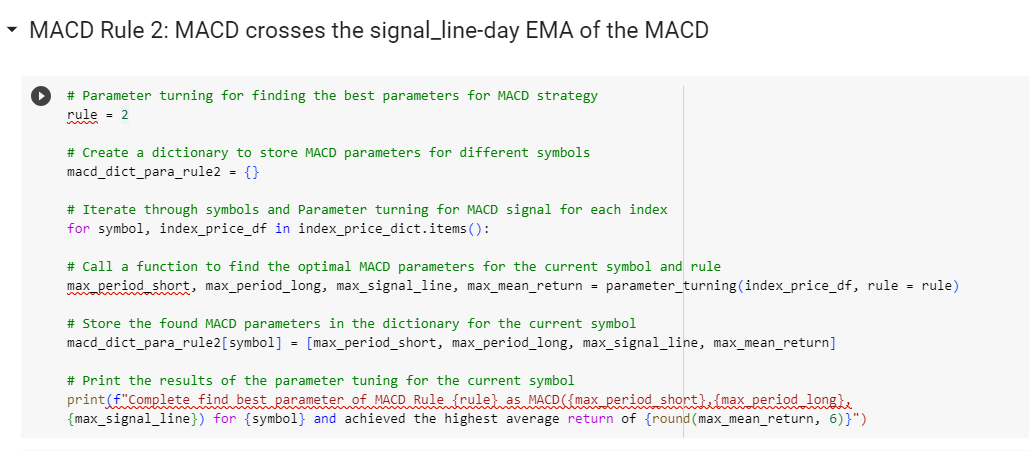 MACD Rule 2: MACD crosses the signal_line-day EMA of the MACD
# Parameter turning for finding the best parameters for MACD strategy
rule = 2
# Create a dictionary to store MACD parameters for different symbols
macd_dict_para_rule2 = {}
# Iterate through symbols and Parameter turning for MACD signal for each index
for symbol, index_price_df in index_price_dict.items():
# Call a function to find the optimal MACD parameters for the current symbol and rule
max_period_short, max_period_long, max_signal_line, max_mean_return = parameter_turning(index_price_df, rule = rule)
# Store the found MACD parameters in the dictionary for the current symbol
macd_dict_para_rule2[symbol] = [max_period_short, max_period_long, max_signal_line, max_mean_return]
# Print the results of the parameter tuning for the current symbol
print(f"Complete find best parameter of MACD Rule {rule} as MACD({max_period_short},{max_period_long},
{max_signal_line}) for {symbol} and achieved the highest average return of {round(max_mean_return, 6)}")